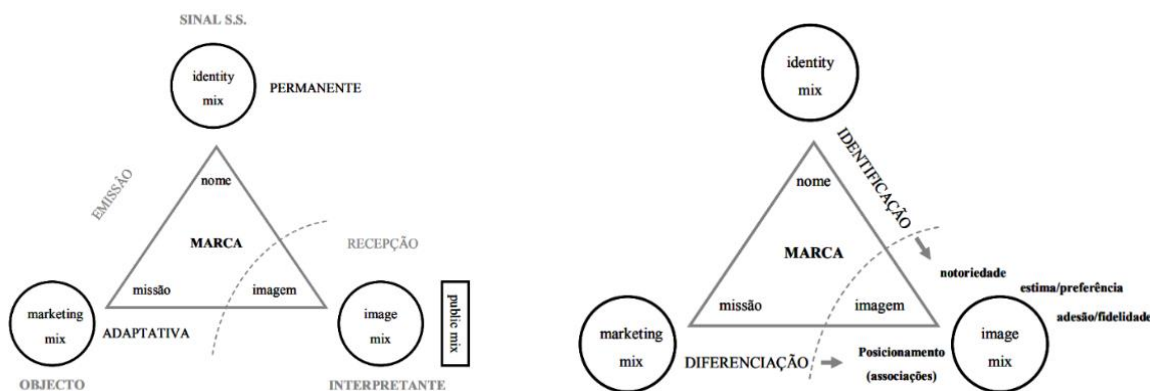 SINAL S.S.
identity
mix
PERMANENTE
EMISSÃO
nome
MARCA
RECEPÇÃO
missão
imagem
marketing
mix
ADAPTATIVA
image
mix
public mix
OBJECTO
INTERPRETANTE
identity
mix
IDENTIFICAÇÃO
nome
MARCA
notoriedade
estima/preferência
adesão/fidelidade
missão
imagem
marketing
mix
DIFERENCIAÇÃO
Posicionamento
(associações)
image
mix